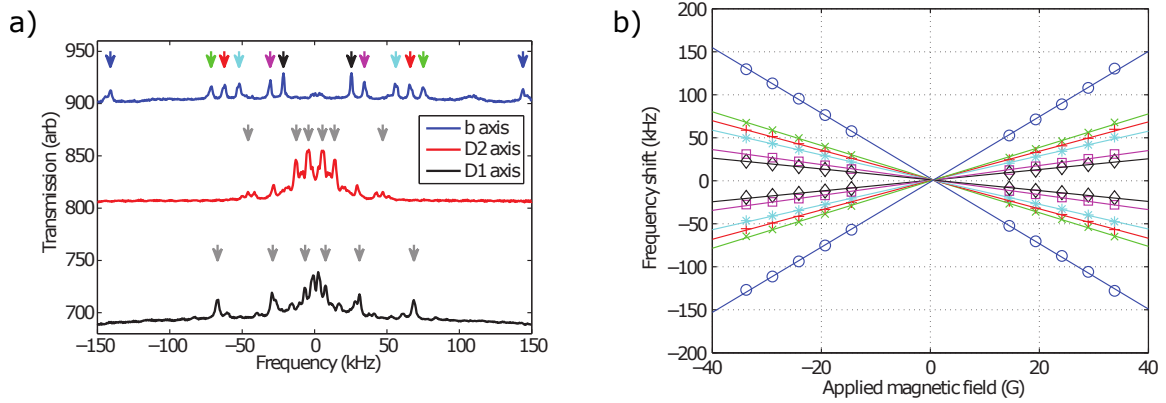 a)
950
900
850
800
750
700
Transmission (arb)
b axis
D2 axis
D1 axis
−150 −100 −50 0 50 100 150
Frequency (kHz)
b)
200
150
100
50
0
−50
−100
−150
−200
Frequency shift (kHz)
−40 −20 0 20 40
Applied magnetic field (G)